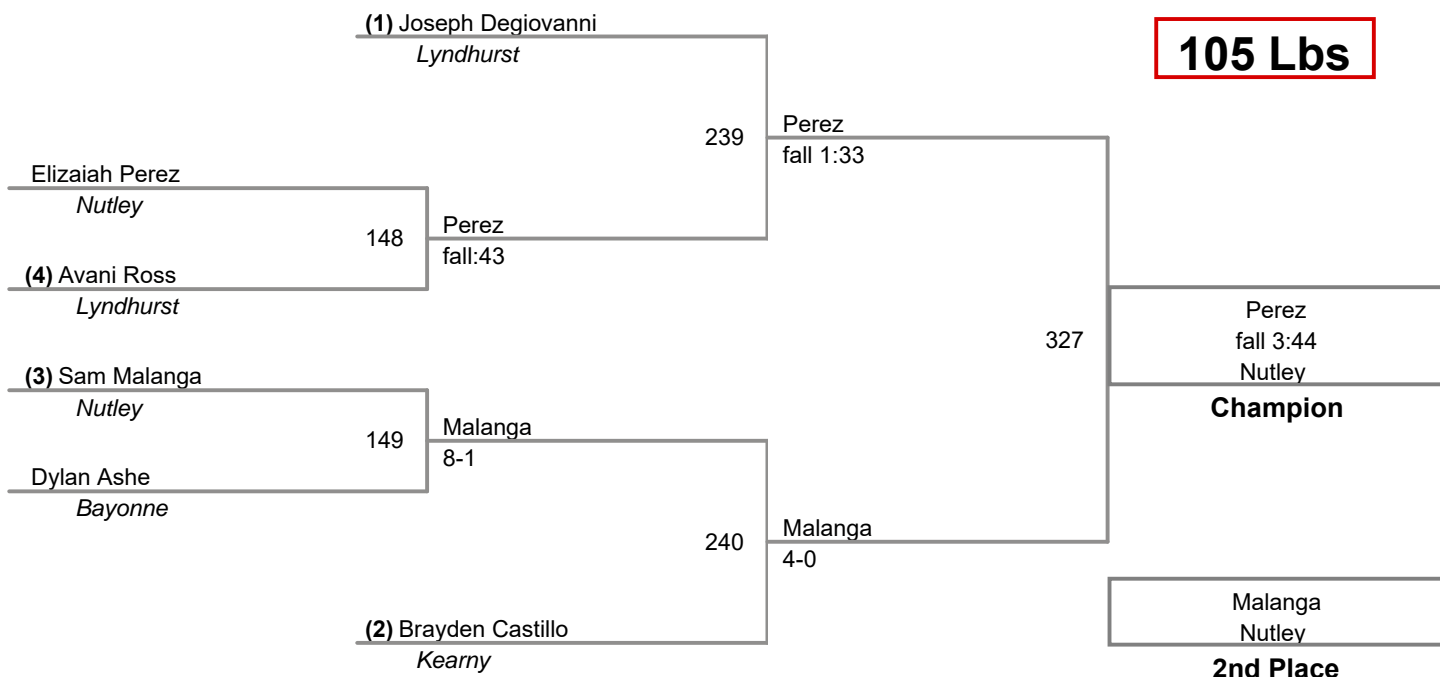 (1) Joseph Degiovanni
Lyndhurst
105 Lbs
239
Perez
fall 1:33
Elizaiah Perez
Nutley
148
Perez
fall:43
(4) Avani Ross
Lyndhurst
327
Perez
fall 3:44
Nutley
Champion
(3) Sam Malanga
Nutley
149
Malanga
8-1
Dylan Ashe
Bayonne
240
Malanga
4-0
(2) Brayden Castillo
Kearny
Malanga
Nutley
2nd Place